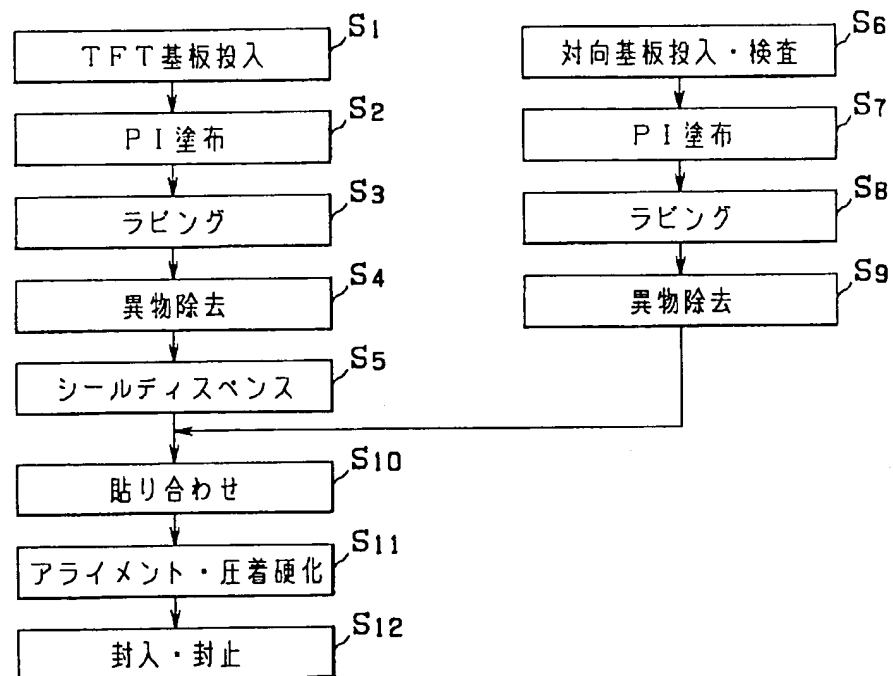 S1
TFT基板投入
S2
PI塗布
S3
ラビング
S4
異物除去
S5
シールディスペンス
S6
対向基板投入・検査
S7
PI塗布
S8
ラビング
S9
異物除去
S10
貼り合わせ
S11
アライメント・圧着硬化
S12
封入・封止